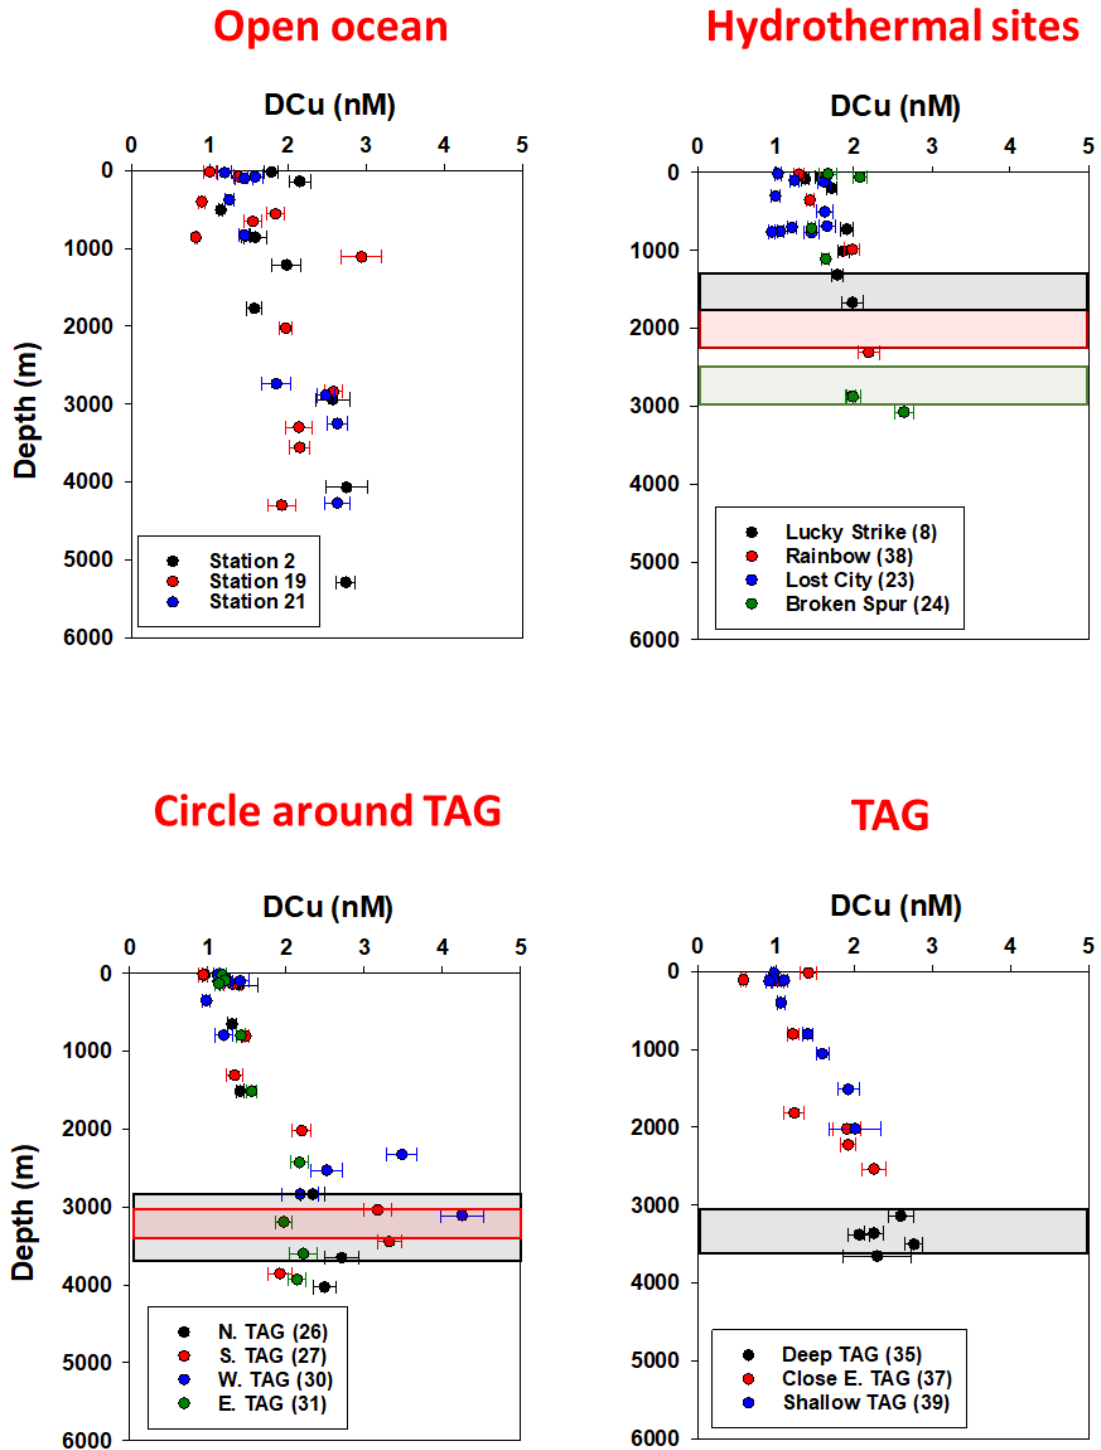 Open ocean
Hydrothermal sites
DCu (nM)
0 1 2 3 4 5
Depth (m)
0
1000
2000
3000
4000
5000
6000
Station 2
Station 19
Station 21
DCu (nM)
0 1 2 3 4 5
0
1000
2000
3000
4000
5000
6000
Lucky Strike (8)
Rainbow (38)
Lost City (23)
Broken Spur (24)
Circle around TAG
TAG
DCu (nM)
0 1 2 3 4 5
Depth (m)
0
1000
2000
3000
4000
5000
6000
N. TAG (26)
S. TAG (27)
W. TAG (30)
E. TAG (31)
DCu (nM)
0 1 2 3 4 5
0
1000
2000
3000
4000
5000
6000
Deep TAG (35)
Close E. TAG (37)
Shallow TAG (39)